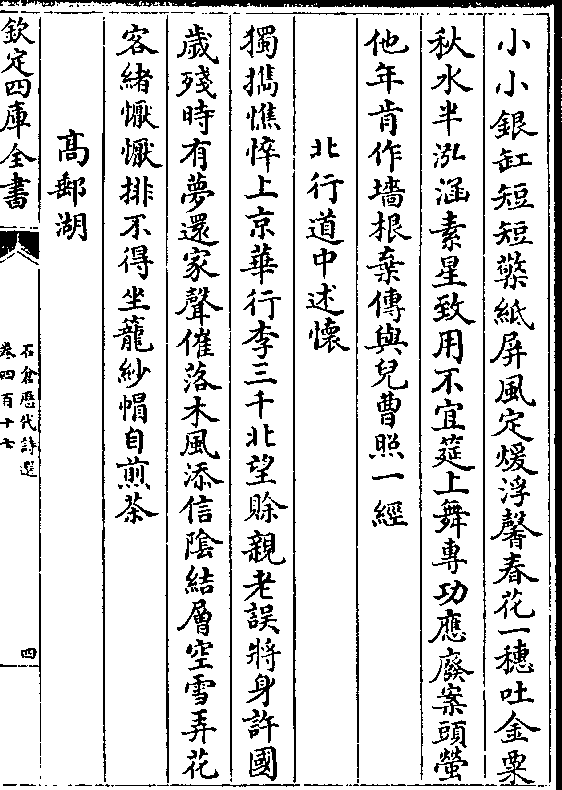 小小銀缸短短檠紙屏風定煖浮馨春花一穗吐金粟
秋水半泓涵素星致用不宜筵上舞專功應廢案頭螢
他年肯作墻根棄傳與兒曹照一經
北行道中述懷
獨擕憔悴上京華行李三千北望賖親老誤將身許國
歲殘時有夢還家聲催落木風添信陰結層空雪弄花
客緒懨懨排不得坐籠紗帽自煎茶
高郵湖
欽定四庫全書
石倉歷代詩選
卷四百十七
四